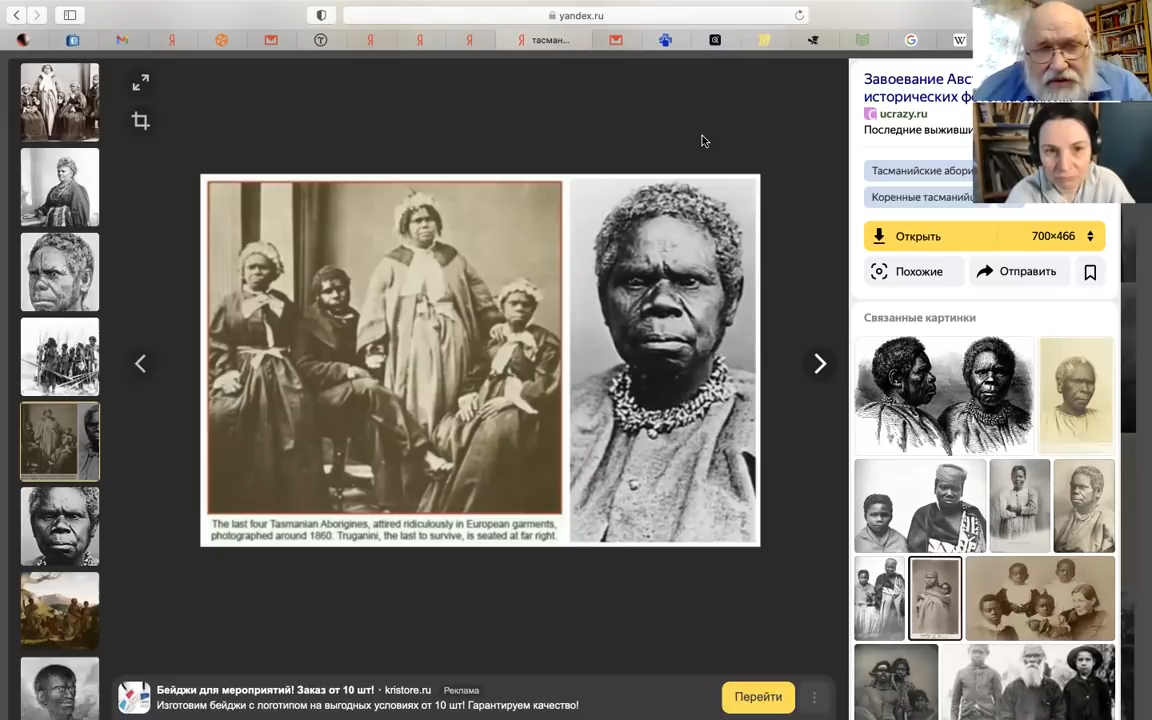 yandex.ru
тасман...
Завоевание Авс
исторических ф
ucrazy.ru
Последние выживши
Тасманийские абори
Коренные тасманий
Открыть
700×466
Похожие
Отправить
Связанные картинки
The last four Tasmanian Aborigines, attired ridiculously in European garments,
photographed around 1860. Truganini, the last to survive, is seated at far right.
Бейджи для мероприятий! Заказ от 10 шт! · kristore.ru Реклама
Изготовим бейджи с логотипом на выгодных условиях от 10 шт! Гарантируем качество!
Перейти